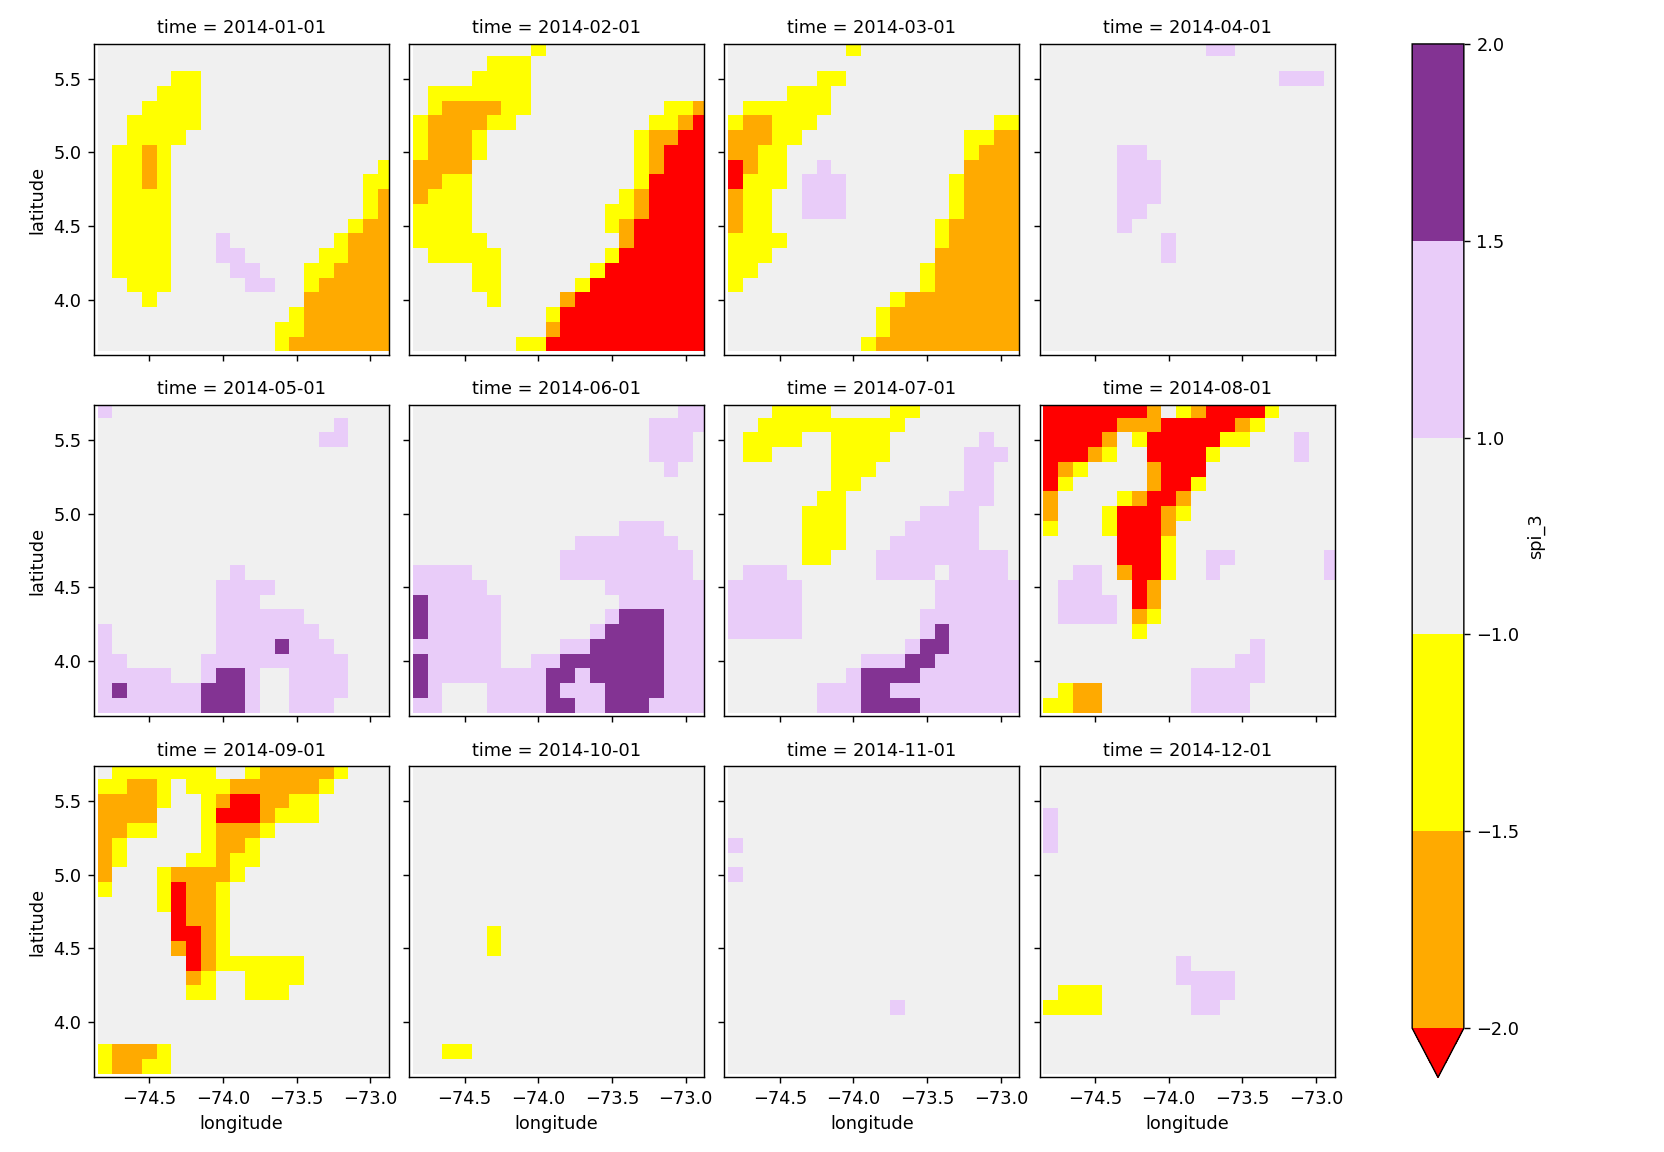 time = 2014-01-01
time = 2014-02-01
time = 2014-03-01
time = 2014-04-01
5.5
5.0
4.5
4.0
latitude
time = 2014-05-01
time = 2014-06-01
time = 2014-07-01
time = 2014-08-01
5.5
5.0
4.5
4.0
latitude
time = 2014-09-01
time = 2014-10-01
time = 2014-11-01
time = 2014-12-01
5.5
5.0
4.5
4.0
latitude
−74.5 −74.0 −73.5 −73.0
longitude
−74.5 −74.0 −73.5 −73.0
longitude
−74.5 −74.0 −73.5 −73.0
longitude
−74.5 −74.0 −73.5 −73.0
longitude
2.0
1.5
1.0
−1.0
−1.5
−2.0
spi_3